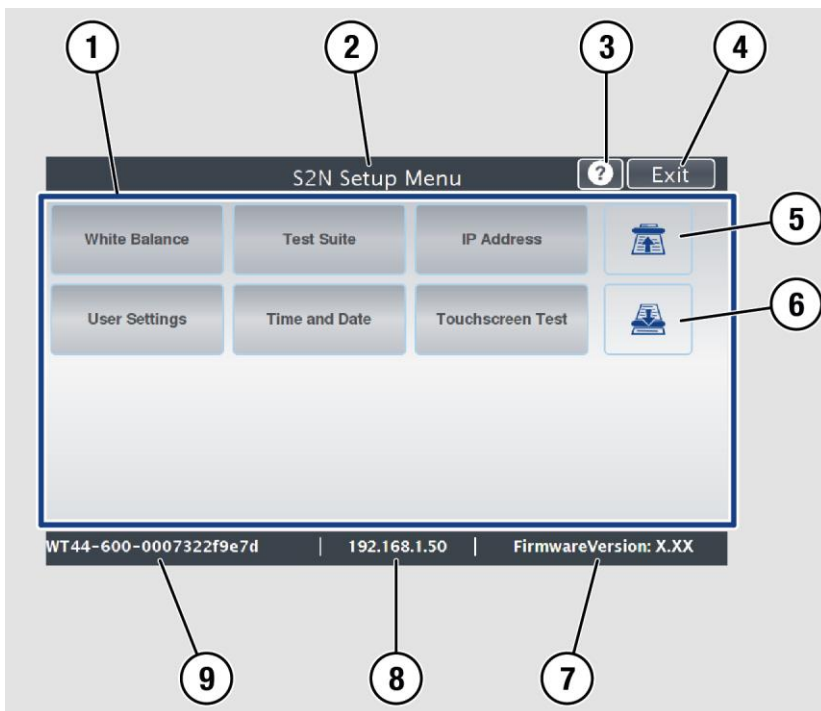 1 2 3 4
S2N Setup Menu ? Exit
White Balance Test Suite IP Address 5
User Settings Time and Date Touchscreen Test 6
WT44-600-0007322f9e7d | 192.168.1.50 | FirmwareVersion: X.XX
9 8 7